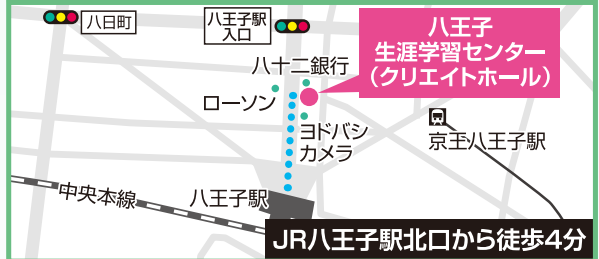 八日町
八王子駅
入口
八王子
生涯学習センター
(クリエイトホール)
八十二銀行
ローソン
ヨドバシ
カメラ
京王八王子駅
中央本線
八王子駅
JR八王子駅北口から徒歩4分